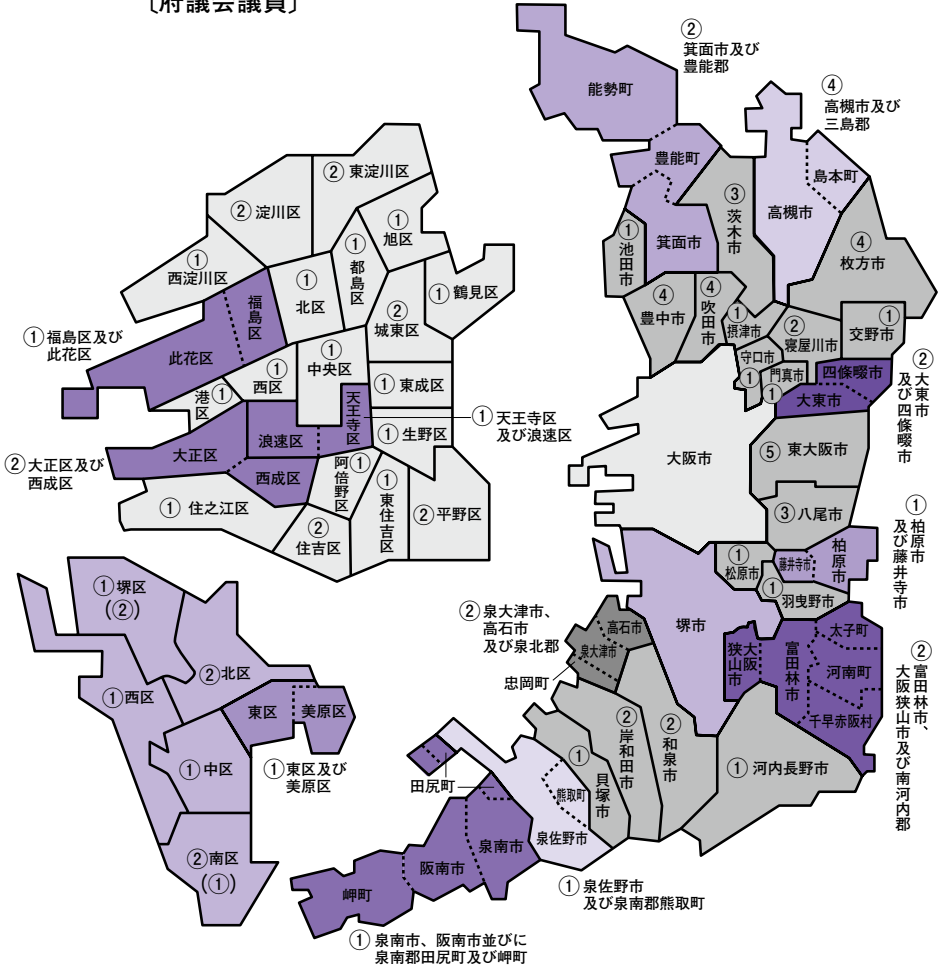 〔府議会議員〕
② 箕面市及び
豊能郡
能勢町
④ 高槻市及び
三島郡
豊能町
島本町
高槻市
③茨木市
箕面市
①池田市
④枚方市
④豊中市
④吹田市
①摂津市
②寝屋川市
①交野市
守口市①
門真市①
四條畷市
大東市
②大東市
及び四條畷市
大阪市
⑤東大阪市
③八尾市
①柏原市
及び藤井寺市
柏原市
藤井寺市
①松原市
①羽曳野市
堺市
②泉大津市、
高石市
及び泉北郡
高石市
泉大津市
忠岡町
大阪
狭山市
富田林市
太子町
河南町
千早赤阪村
②富田林市、
大阪狭山市及び南河内郡
②岸和田市
②和泉市
①河内長野市
①貝塚市
熊取町
泉佐野市
田尻町
泉南市
阪南市
岬町
① 泉佐野市
及び泉南郡熊取町
① 泉南市、阪南市並びに
泉南郡田尻町及び岬町
②東淀川区
②淀川区
①旭区
①西淀川区
①都島区
①北区
①鶴見区
福島区
②城東区
① 福島区及び
此花区
此花区
①中央区
①西区
①東成区
港区①
天王寺区
① 天王寺区
及び浪速区
浪速区
①生野区
大正区
②大正区及び
西成区
西成区
阿倍野区①
①東住吉区
②平野区
① 住之江区
②住吉区
①堺区
(②)
②北区
①西区
東区
美原区
①中区
①東区及び
美原区
②南区
(①)